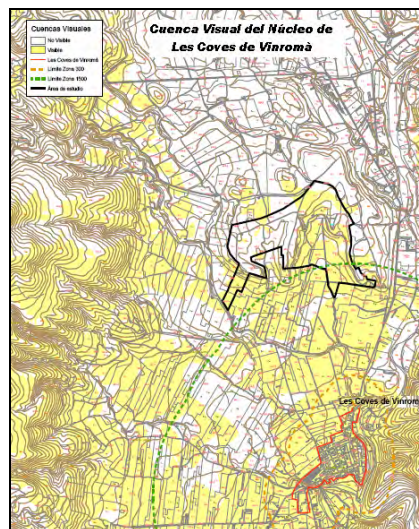 Cuencas Visuales
No Visible
Visible
Les Coves de Vinromà
Límite Zona 300
Límite Zona 1500
Área de estudio
Cuenca Visual del Núcleo de
Les Coves de Vinromà
Les Coves de Vinrom